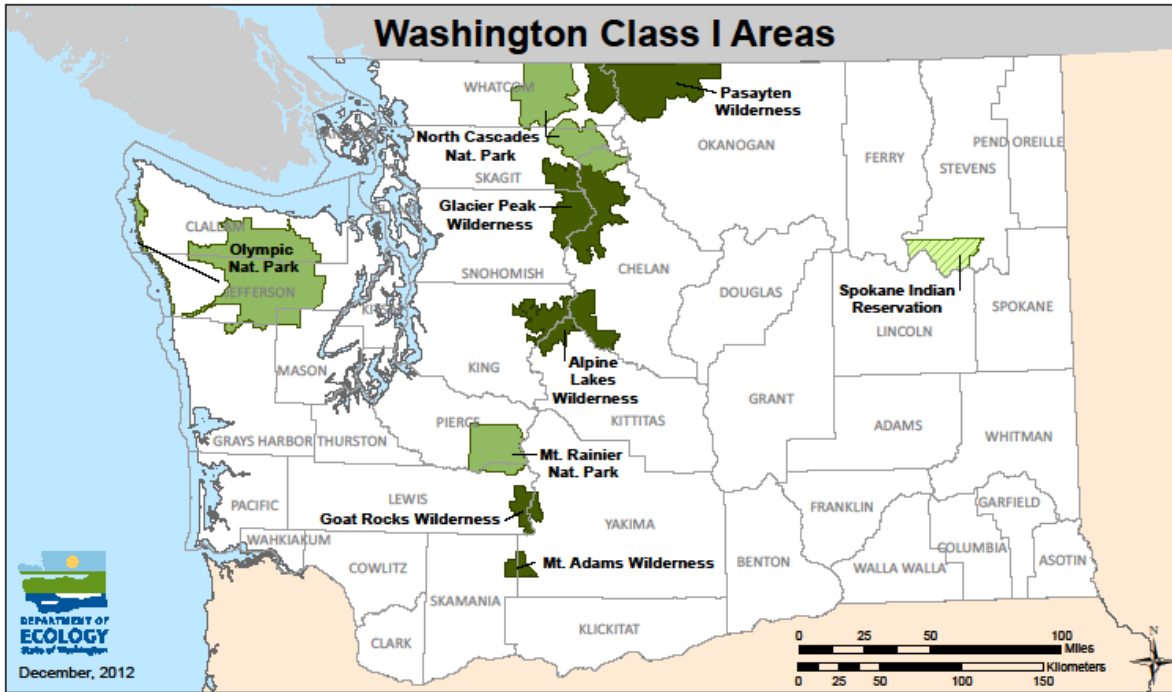 Washington Class I Areas
WHATCOM
Pasayten
Wilderness
North Cascades
Nat. Park
OKANOGAN
FERRY
STEVENS
PEND OREILLE
SKAGIT
Glacier Peak
Wilderness
CLALLAM
Olympic
Nat. Park
JEFFERSON
SNOHOMISH
CHELAN
DOUGLAS
Spokane Indian
Reservation
LINCOLN
SPOKANE
MASON
KING
Alpine
Lakes
Wilderness
KITTITAS
GRANT
ADAMS
WHITMAN
GRAYS HARBOR
THURSTON
PIERCE
Mt. Rainier
Nat. Park
PACIFIC
LEWIS
Goat Rocks Wilderness
YAKIMA
FRANKLIN
GARFIELD
WAHKIAKUM
COWLITZ
Mt. Adams Wilderness
BENTON
WALLA WALLA
COLUMBIA
ASOTIN
SKAMANIA
CLARK
KLICKITAT
DEPARTMENT OF
ECOLOGY
State of Washington
December, 2012
0 25 50 100
Miles
Kilometers
0 25 50 100 150
N